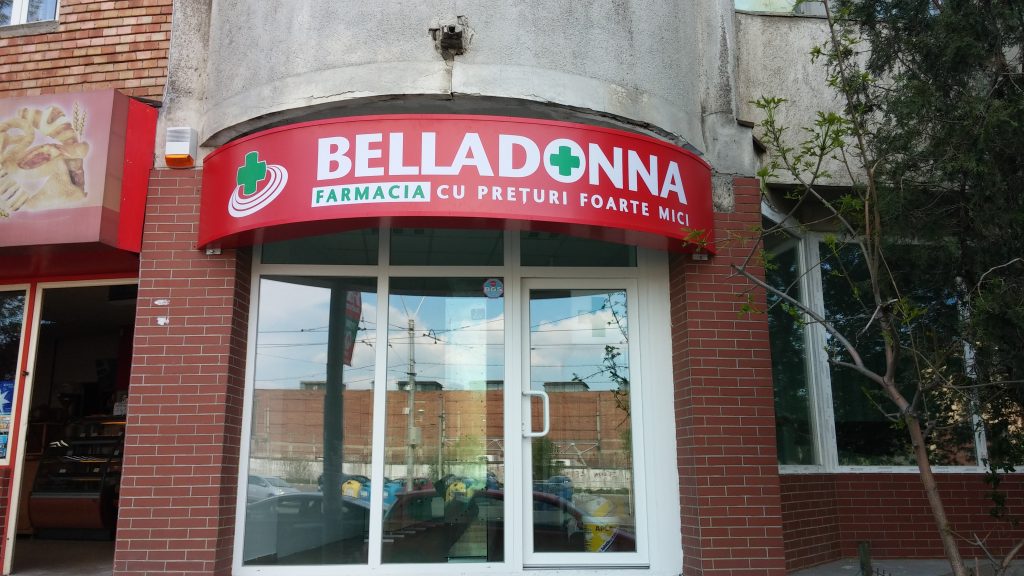 BELLADONNA
FARMACIA CU PREȚURI FOARTE MICI